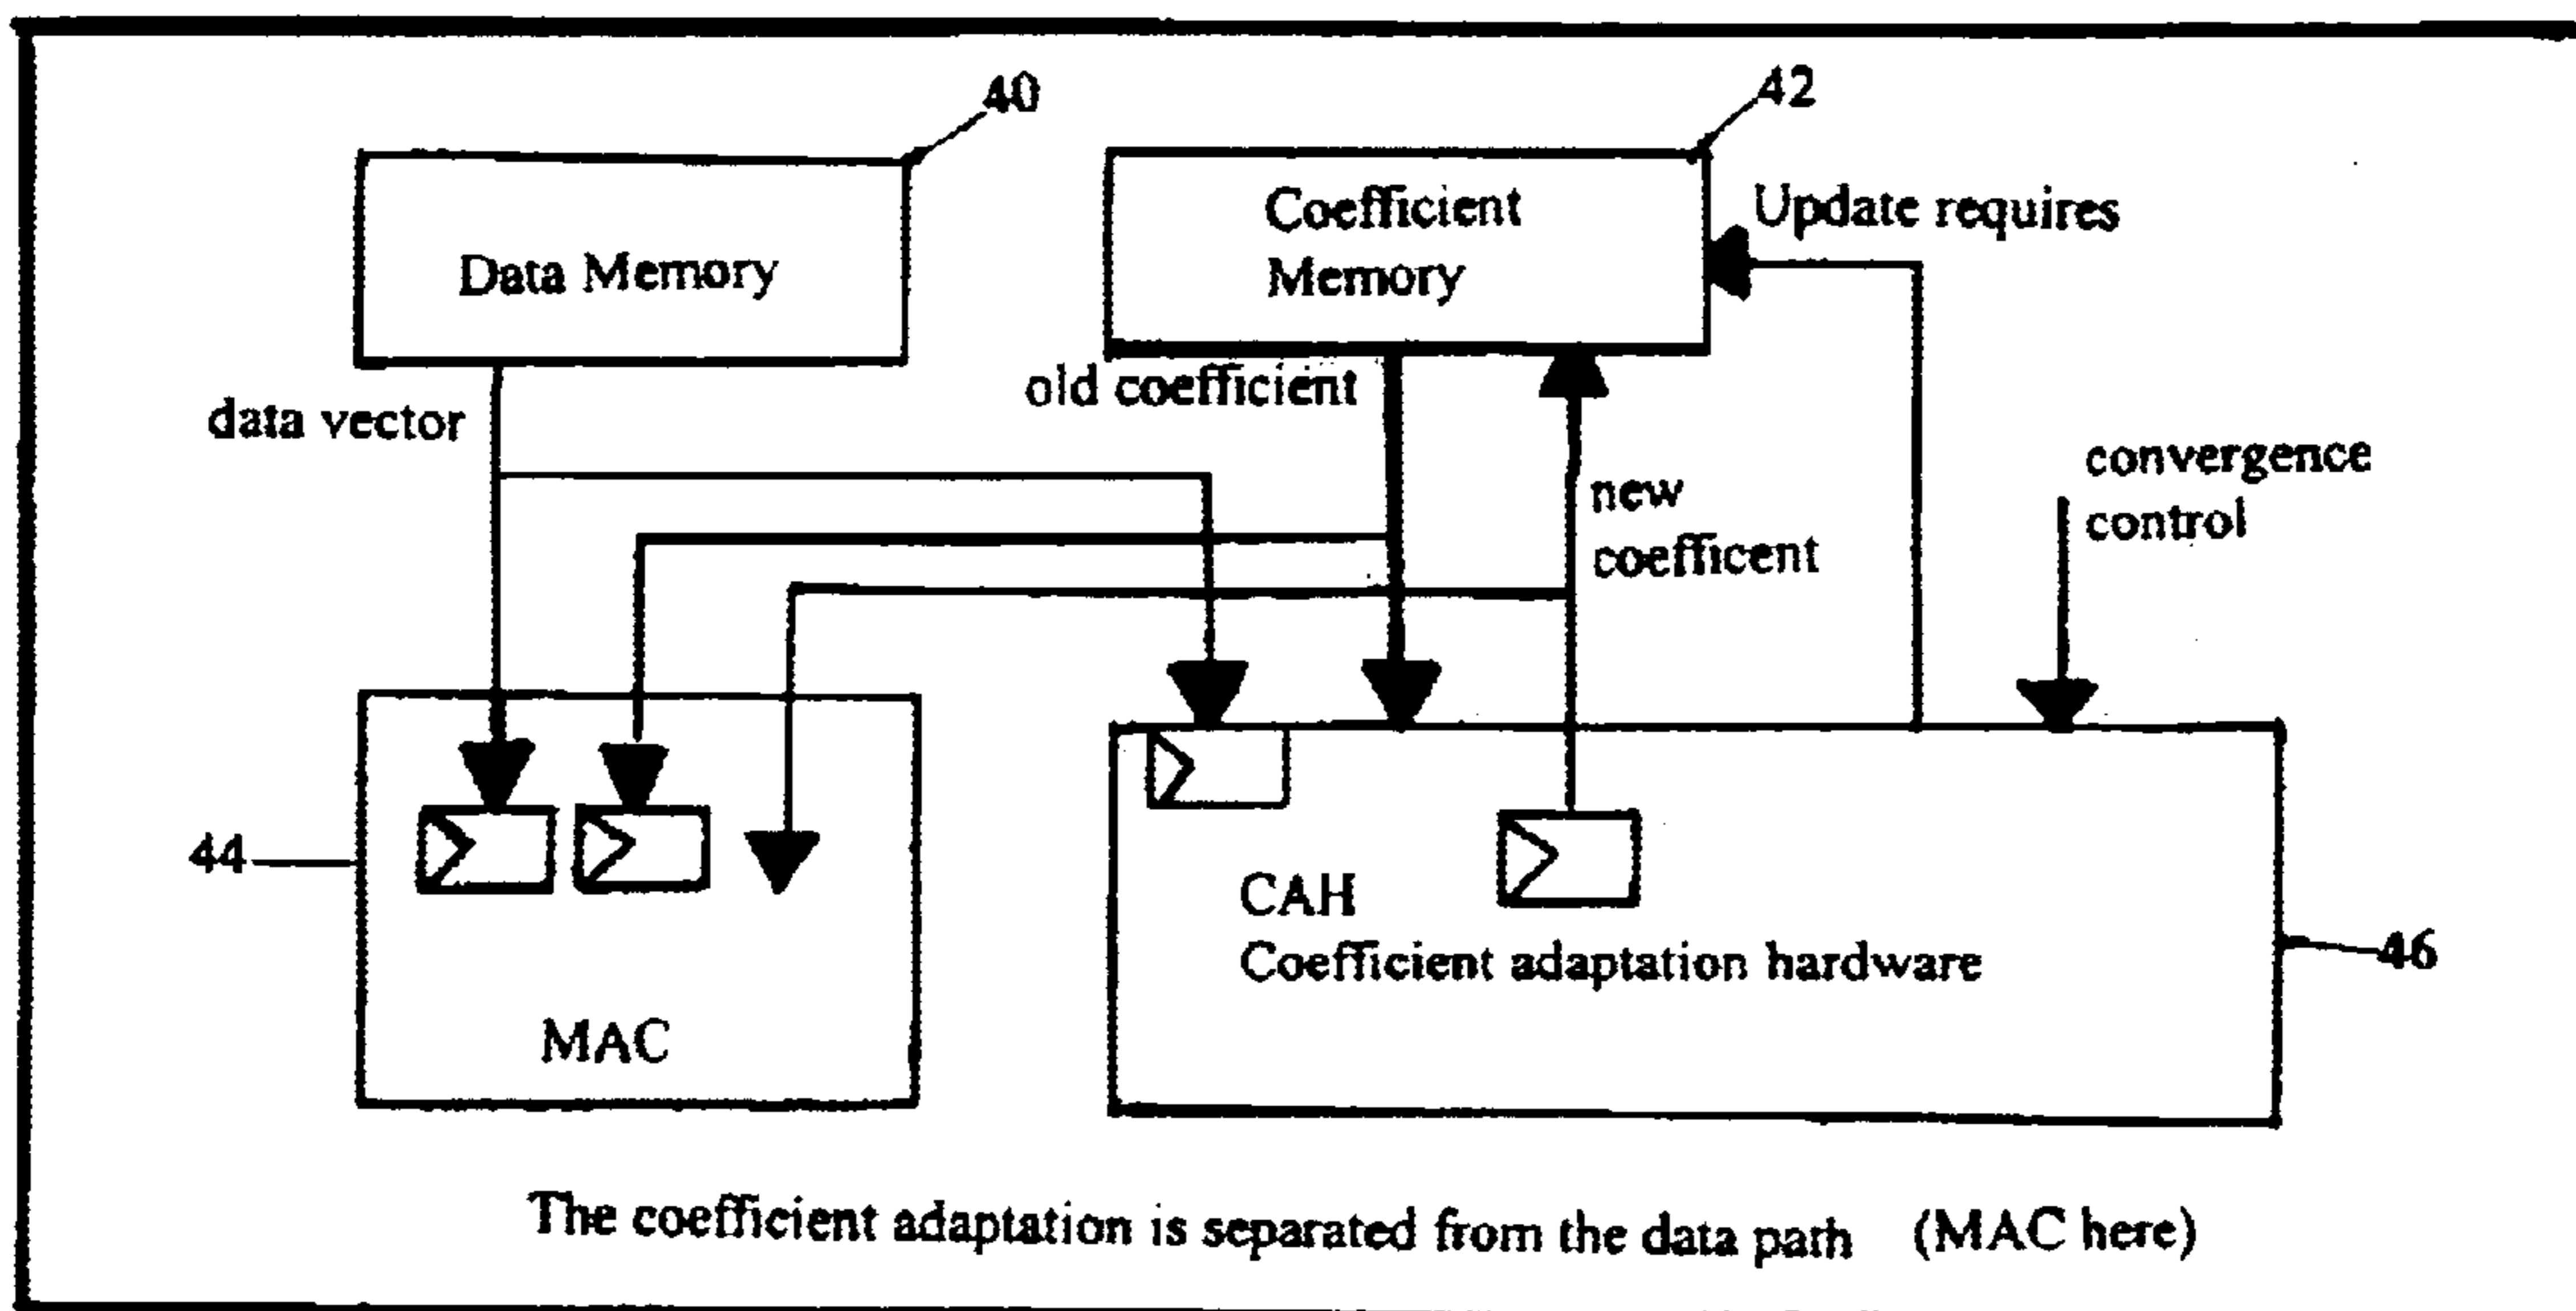 40
42
Data Memory
Coefficient
Memory
Update requires
data vector
old coefficient
new
coefficent
convergence
control
44
MAC
CAH
Coefficient adaptation hardware
46
The coefficient adaptation is separated from the data path (MAC here)